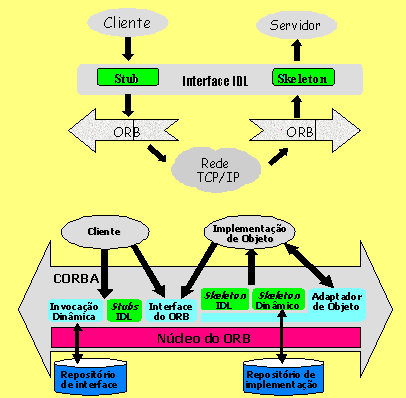 Cliente
Servidor
Stub
Interface IDL
Skeleton
ORB
ORB
Rede
TCP/IP
Cliente
Implementação
de Objeto
CORBA
Invocação
Dinâmica
Stubs
IDL
Interface
do ORB
Skeleton
IDL
Skeleton
Dinâmico
Adaptador
de Objeto
Núcleo do ORB
Repositório
de interface
Repositório de
implementação